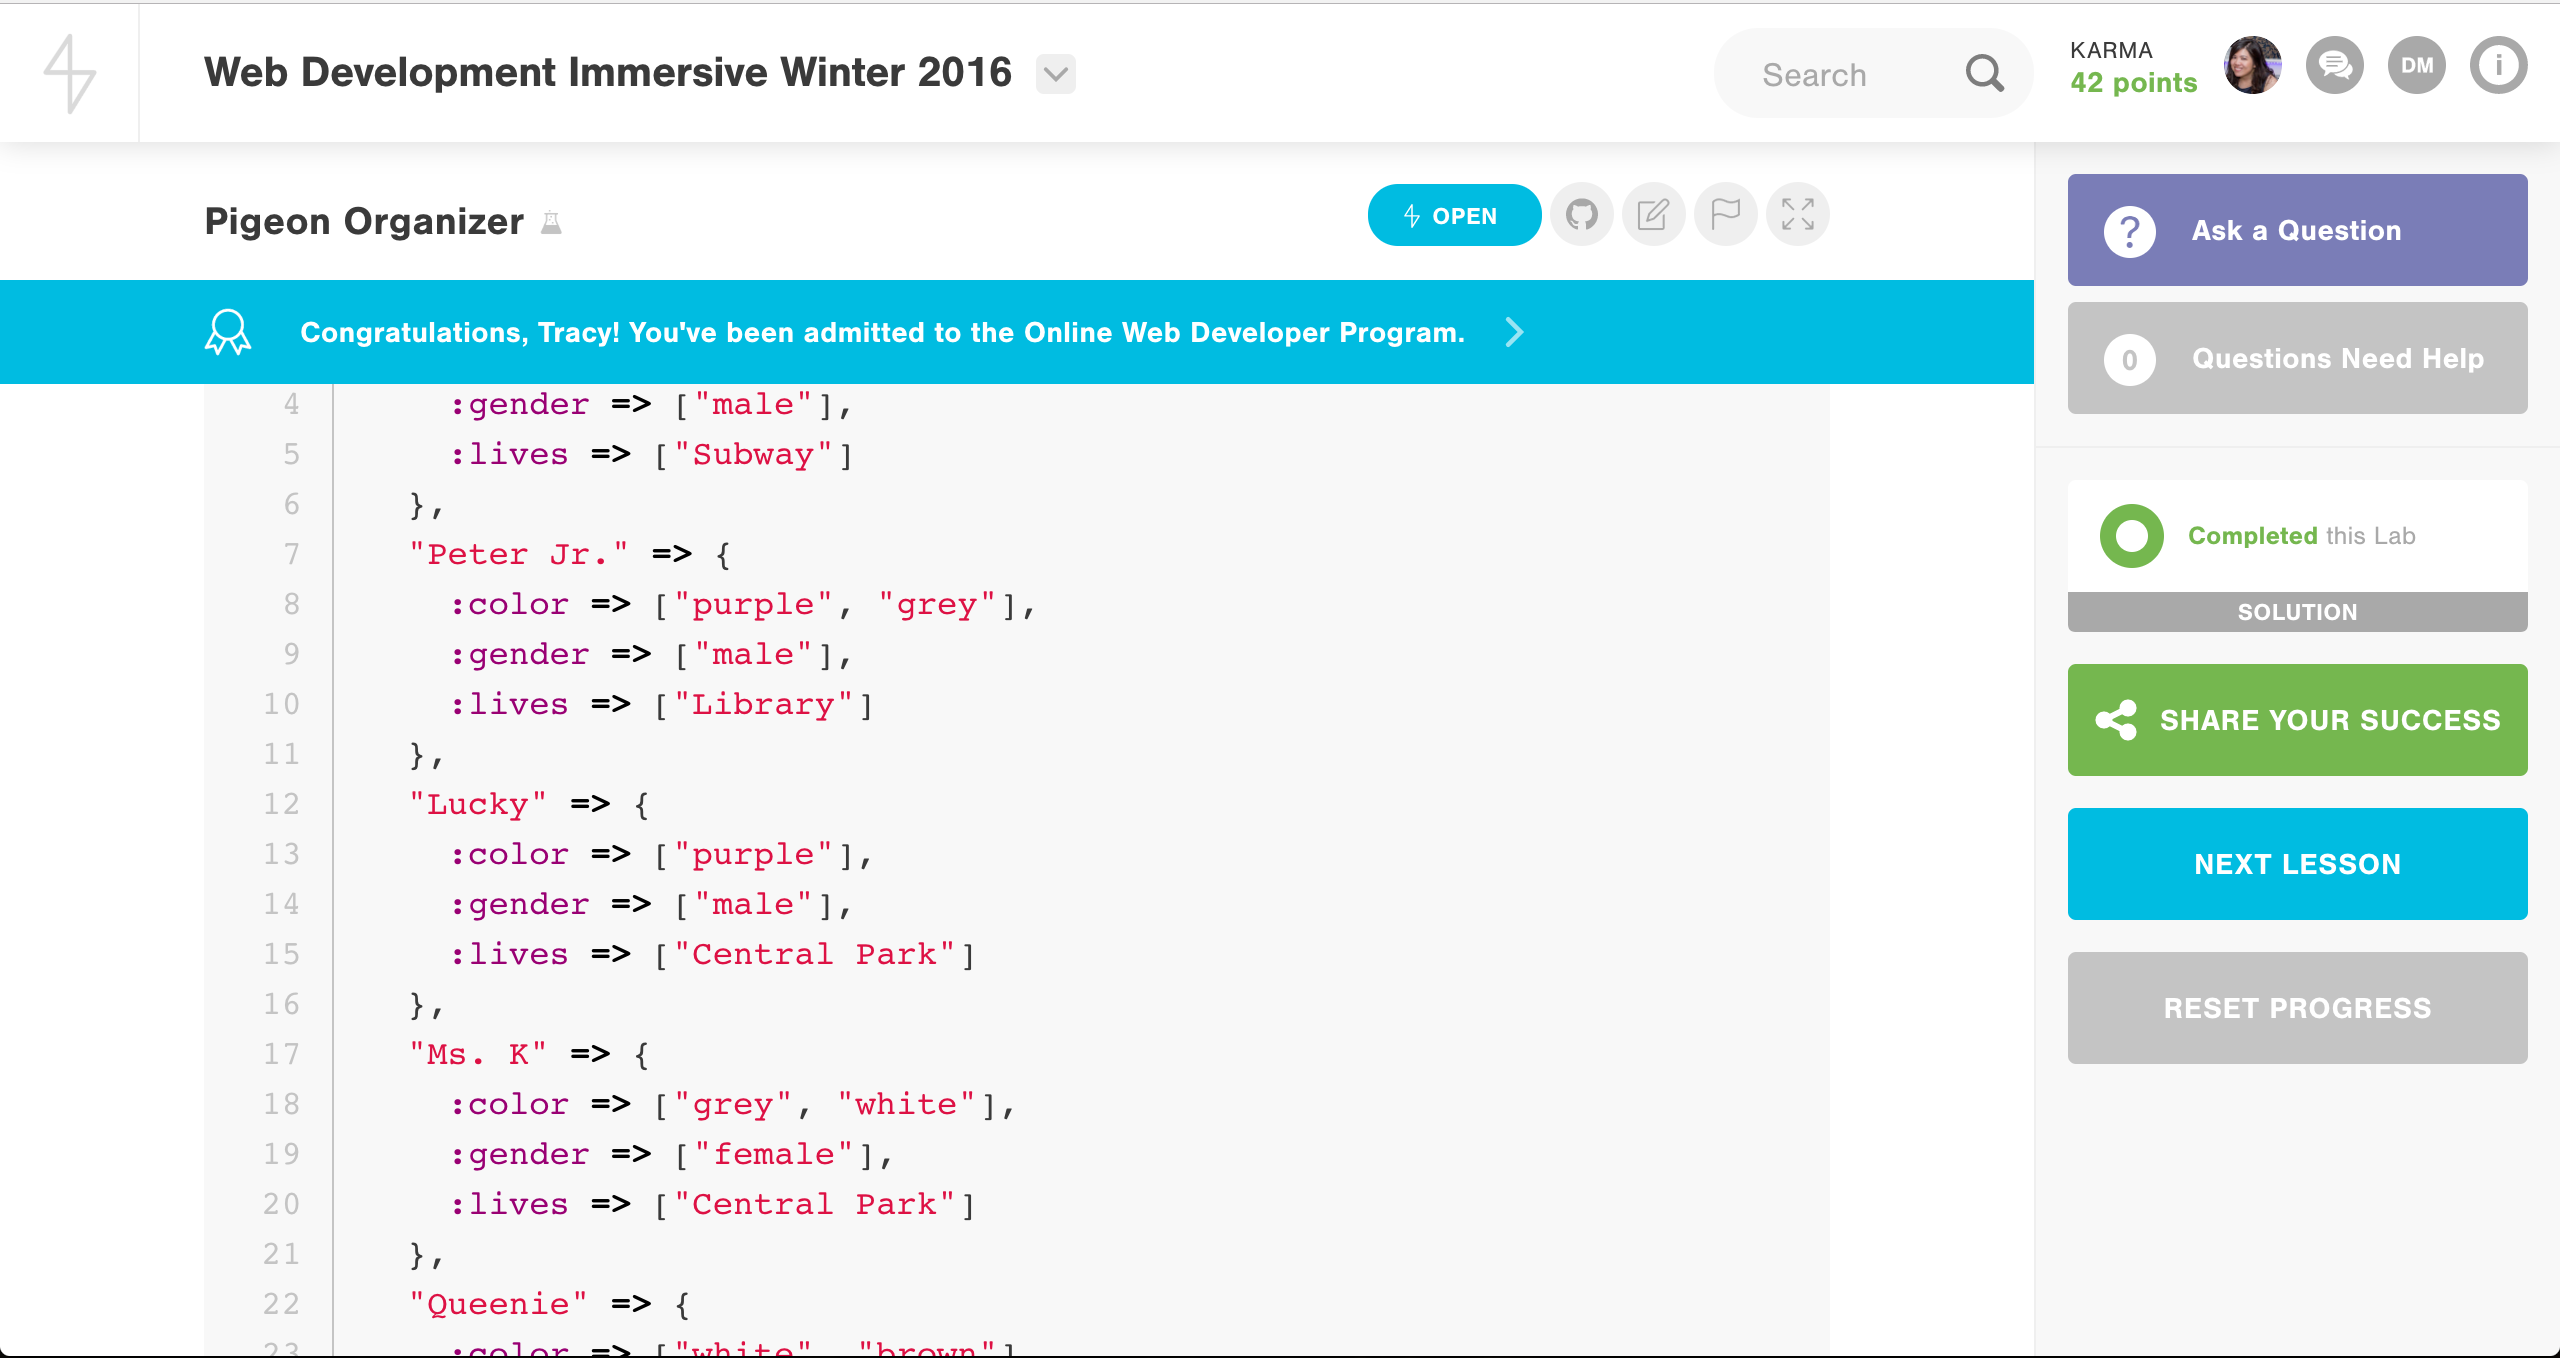 Web Development Immersive Winter 2016
Search
KARMA
42 points
DM
i
Pigeon Organizer
OPEN
Congratulations, Tracy! You've been admitted to the Online Web Developer Program.
4 :gender => ["male"],
5 :lives => ["Subway"]
6 },
7 "Peter Jr." => {
8 :color => ["purple", "grey"],
9 :gender => ["male"],
10 :lives => ["Library"]
11 },
12 "Lucky" => {
13 :color => ["purple"],
14 :gender => ["male"],
15 :lives => ["Central Park"]
16 },
17 "Ms. K" => {
18 :color => ["grey", "white"],
19 :gender => ["female"],
20 :lives => ["Central Park"]
21 },
22 "Queenie" => {
23 :color => ["white", "brown"]
? Ask a Question
0 Questions Need Help
Completed this Lab
SOLUTION
SHARE YOUR SUCCESS
NEXT LESSON
RESET PROGRESS